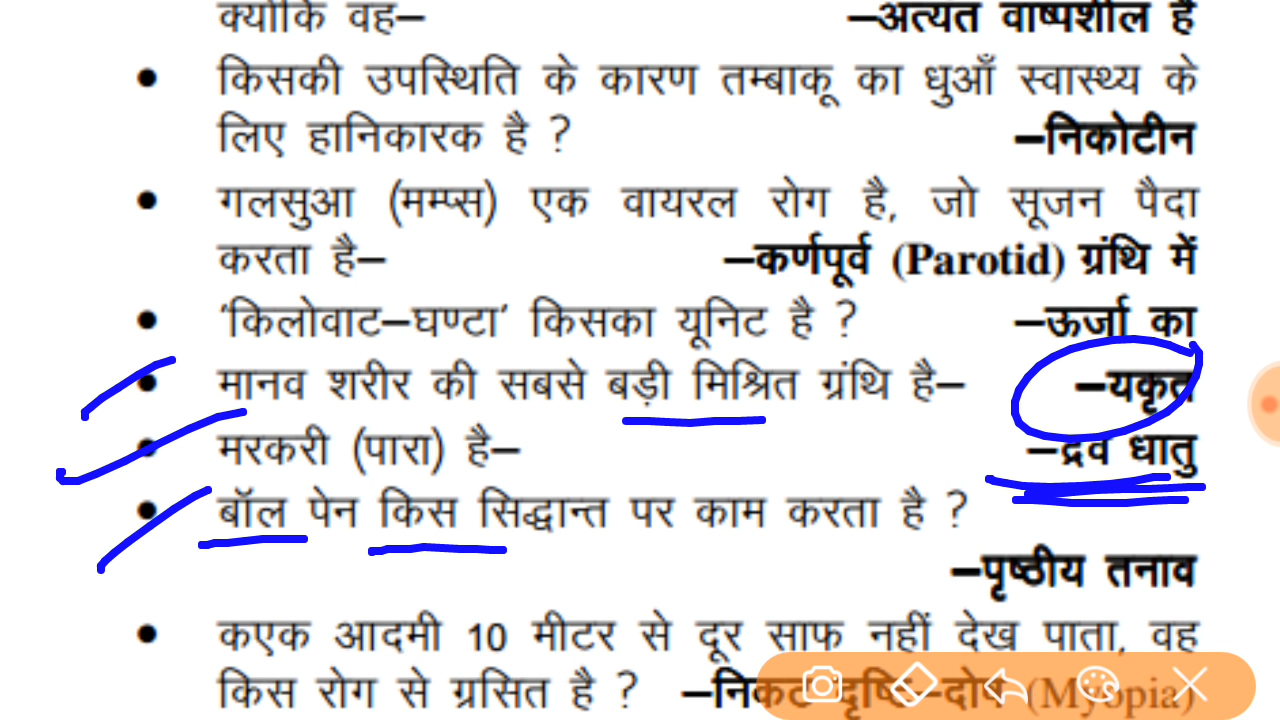 क्योंकि वह– –अत्यंत वाष्पशील है
• किसकी उपस्थिति के कारण तम्बाकू का धुआँ स्वास्थ्य के
लिए हानिकारक है ? –निकोटीन
• गलसुआ (मम्प्स) एक वायरल रोग है, जो सूजन पैदा
करता है– –कर्णपूर्व (Parotid) ग्रंथि में
• 'किलोवाट–घण्टा' किसका यूनिट है ? –ऊर्जा का
• मानव शरीर की सबसे बड़ी मिश्रित ग्रंथि है– –यकृत
• मरकरी (पारा) है– –द्रव धातु
• बॉल पेन किस सिद्धान्त पर काम करता है ?
–पृष्ठीय तनाव
• कएक आदमी 10 मीटर से दूर साफ नहीं देख पाता, वह
किस रोग से ग्रसित है ? –निकट–दृष्टि–दोष (Myopia)